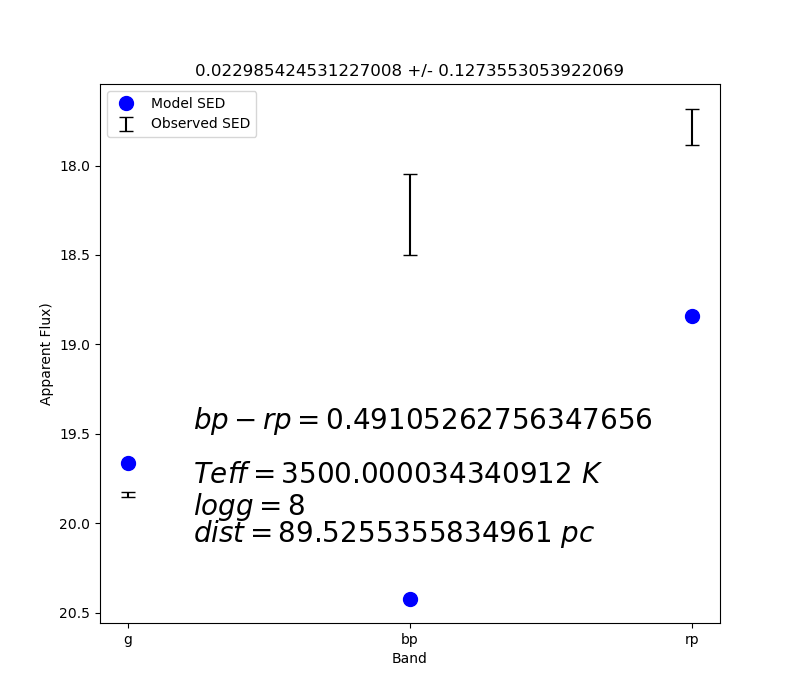 0.022985424531227008 +/- 0.1273553053922069
Model SED
Observed SED
18.0
18.5
19.0
19.5
20.0
20.5
Apparent Flux)
bp − rp = 0.49105262756347656
Teff = 3500.000034340912 K
logg = 8
dist = 89.5255355834961 pc
g
bp
rp
Band